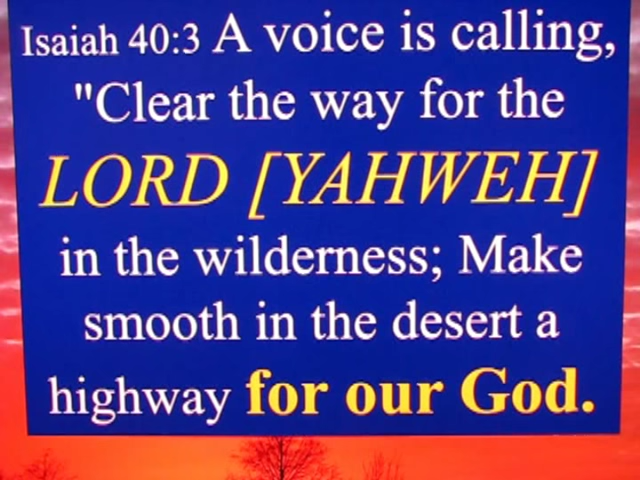 Isaiah 40:3 A voice is calling,
"Clear the way for the
LORD [YAHWEH]
in the wilderness; Make
smooth in the desert a
highway for our God.